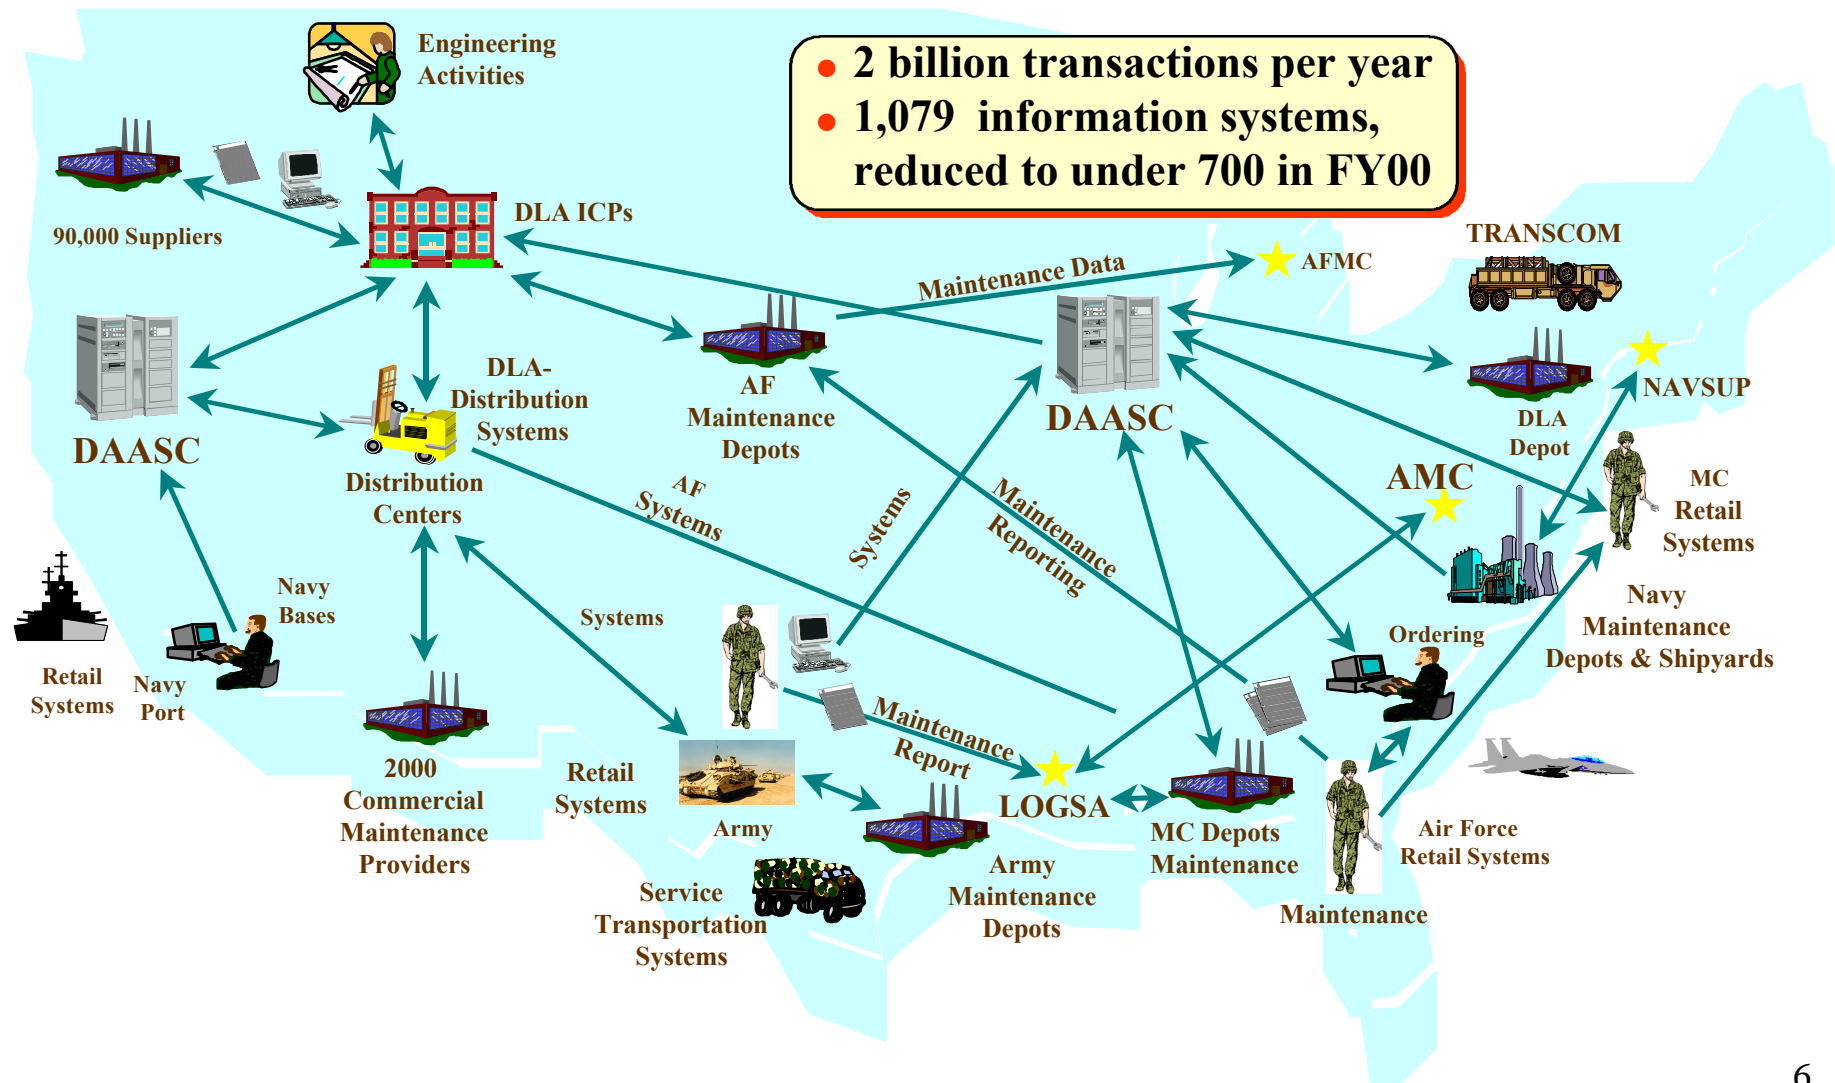 Engineering
Activities
• 2 billion transactions per year
• 1,079 information systems,
reduced to under 700 in FY00
90,000 Suppliers
DLA ICPs
TRANSCOM
Maintenance Data
AFMC
DLA-
Distribution
Systems
AF
Maintenance
Depots
DAASC
DAASC
DLA
Depot
NAVSUP
Distribution
Centers
AF
Systems
Systems
Maintenance
Reporting
AMC
MC
Retail
Systems
Navy
Bases
Systems
Ordering
Navy
Maintenance
Depots & Shipyards
Retail
Systems
Navy
Port
Maintenance
Report
2000
Commercial
Maintenance
Providers
Retail
Systems
Army
LOGSA
MC Depots
Maintenance
Air Force
Retail Systems
Service
Transportation
Systems
Army
Maintenance
Depots
Maintenance
6